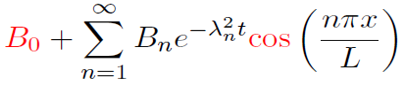 $B_0 + \sum_{n=1}^{\infty} B_n e^{-\lambda_n^2 t} \cos\left(\frac{n\pi x}{L}\right)$